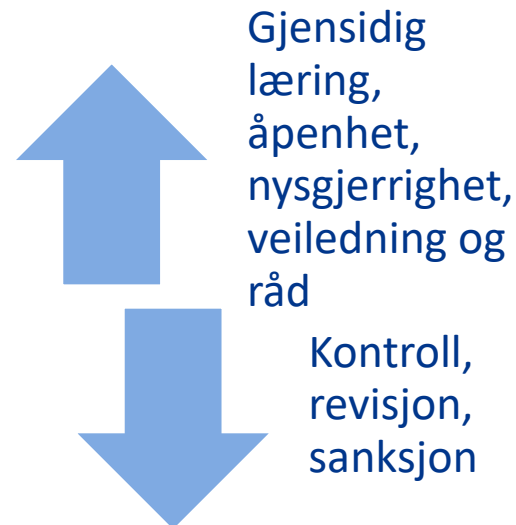 Gjensidig
læring,
åpenhet,
nysgjerrighet,
veiledning og
råd
Kontroll,
revisjon,
sanksjon